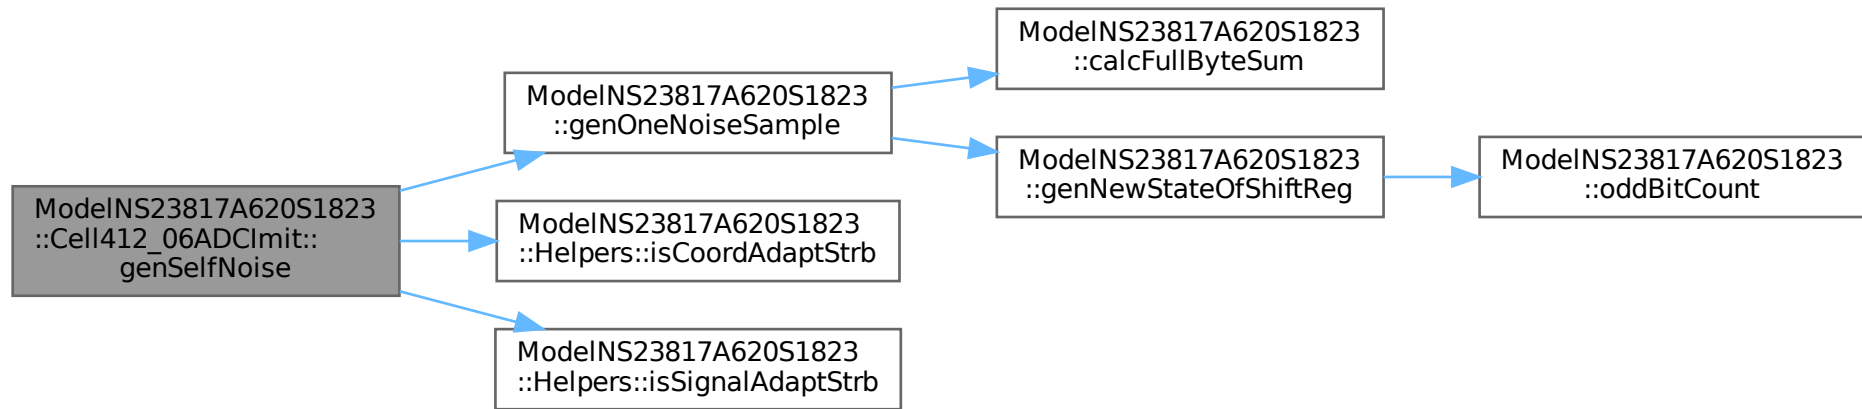 ModelNS23817A620S1823
::Cell412_06ADCImit::
genSelfNoise
ModelNS23817A620S1823
::genOneNoiseSample
ModelNS23817A620S1823
::calcFullByteSum
ModelNS23817A620S1823
::genNewStateOfShiftReg
ModelNS23817A620S1823
::oddBitCount
ModelNS23817A620S1823
::Helpers::isCoordAdaptStrb
ModelNS23817A620S1823
::Helpers::isSignalAdaptStrb